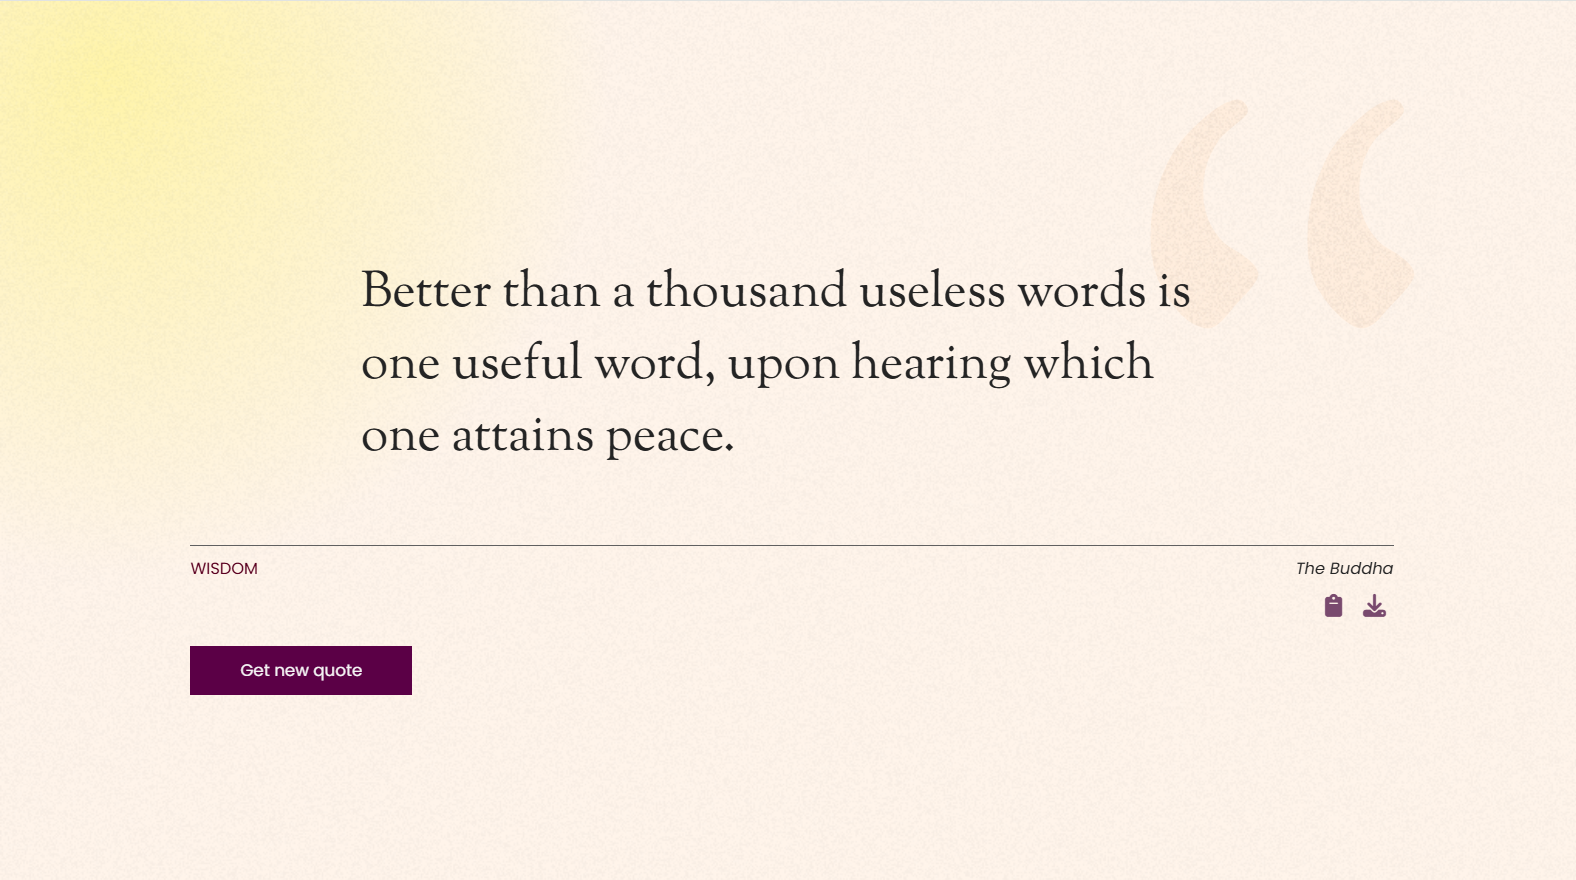 Better than a thousand useless words is
one useful word, upon hearing which
one attains peace.
WISDOM
The Buddha
Get new quote